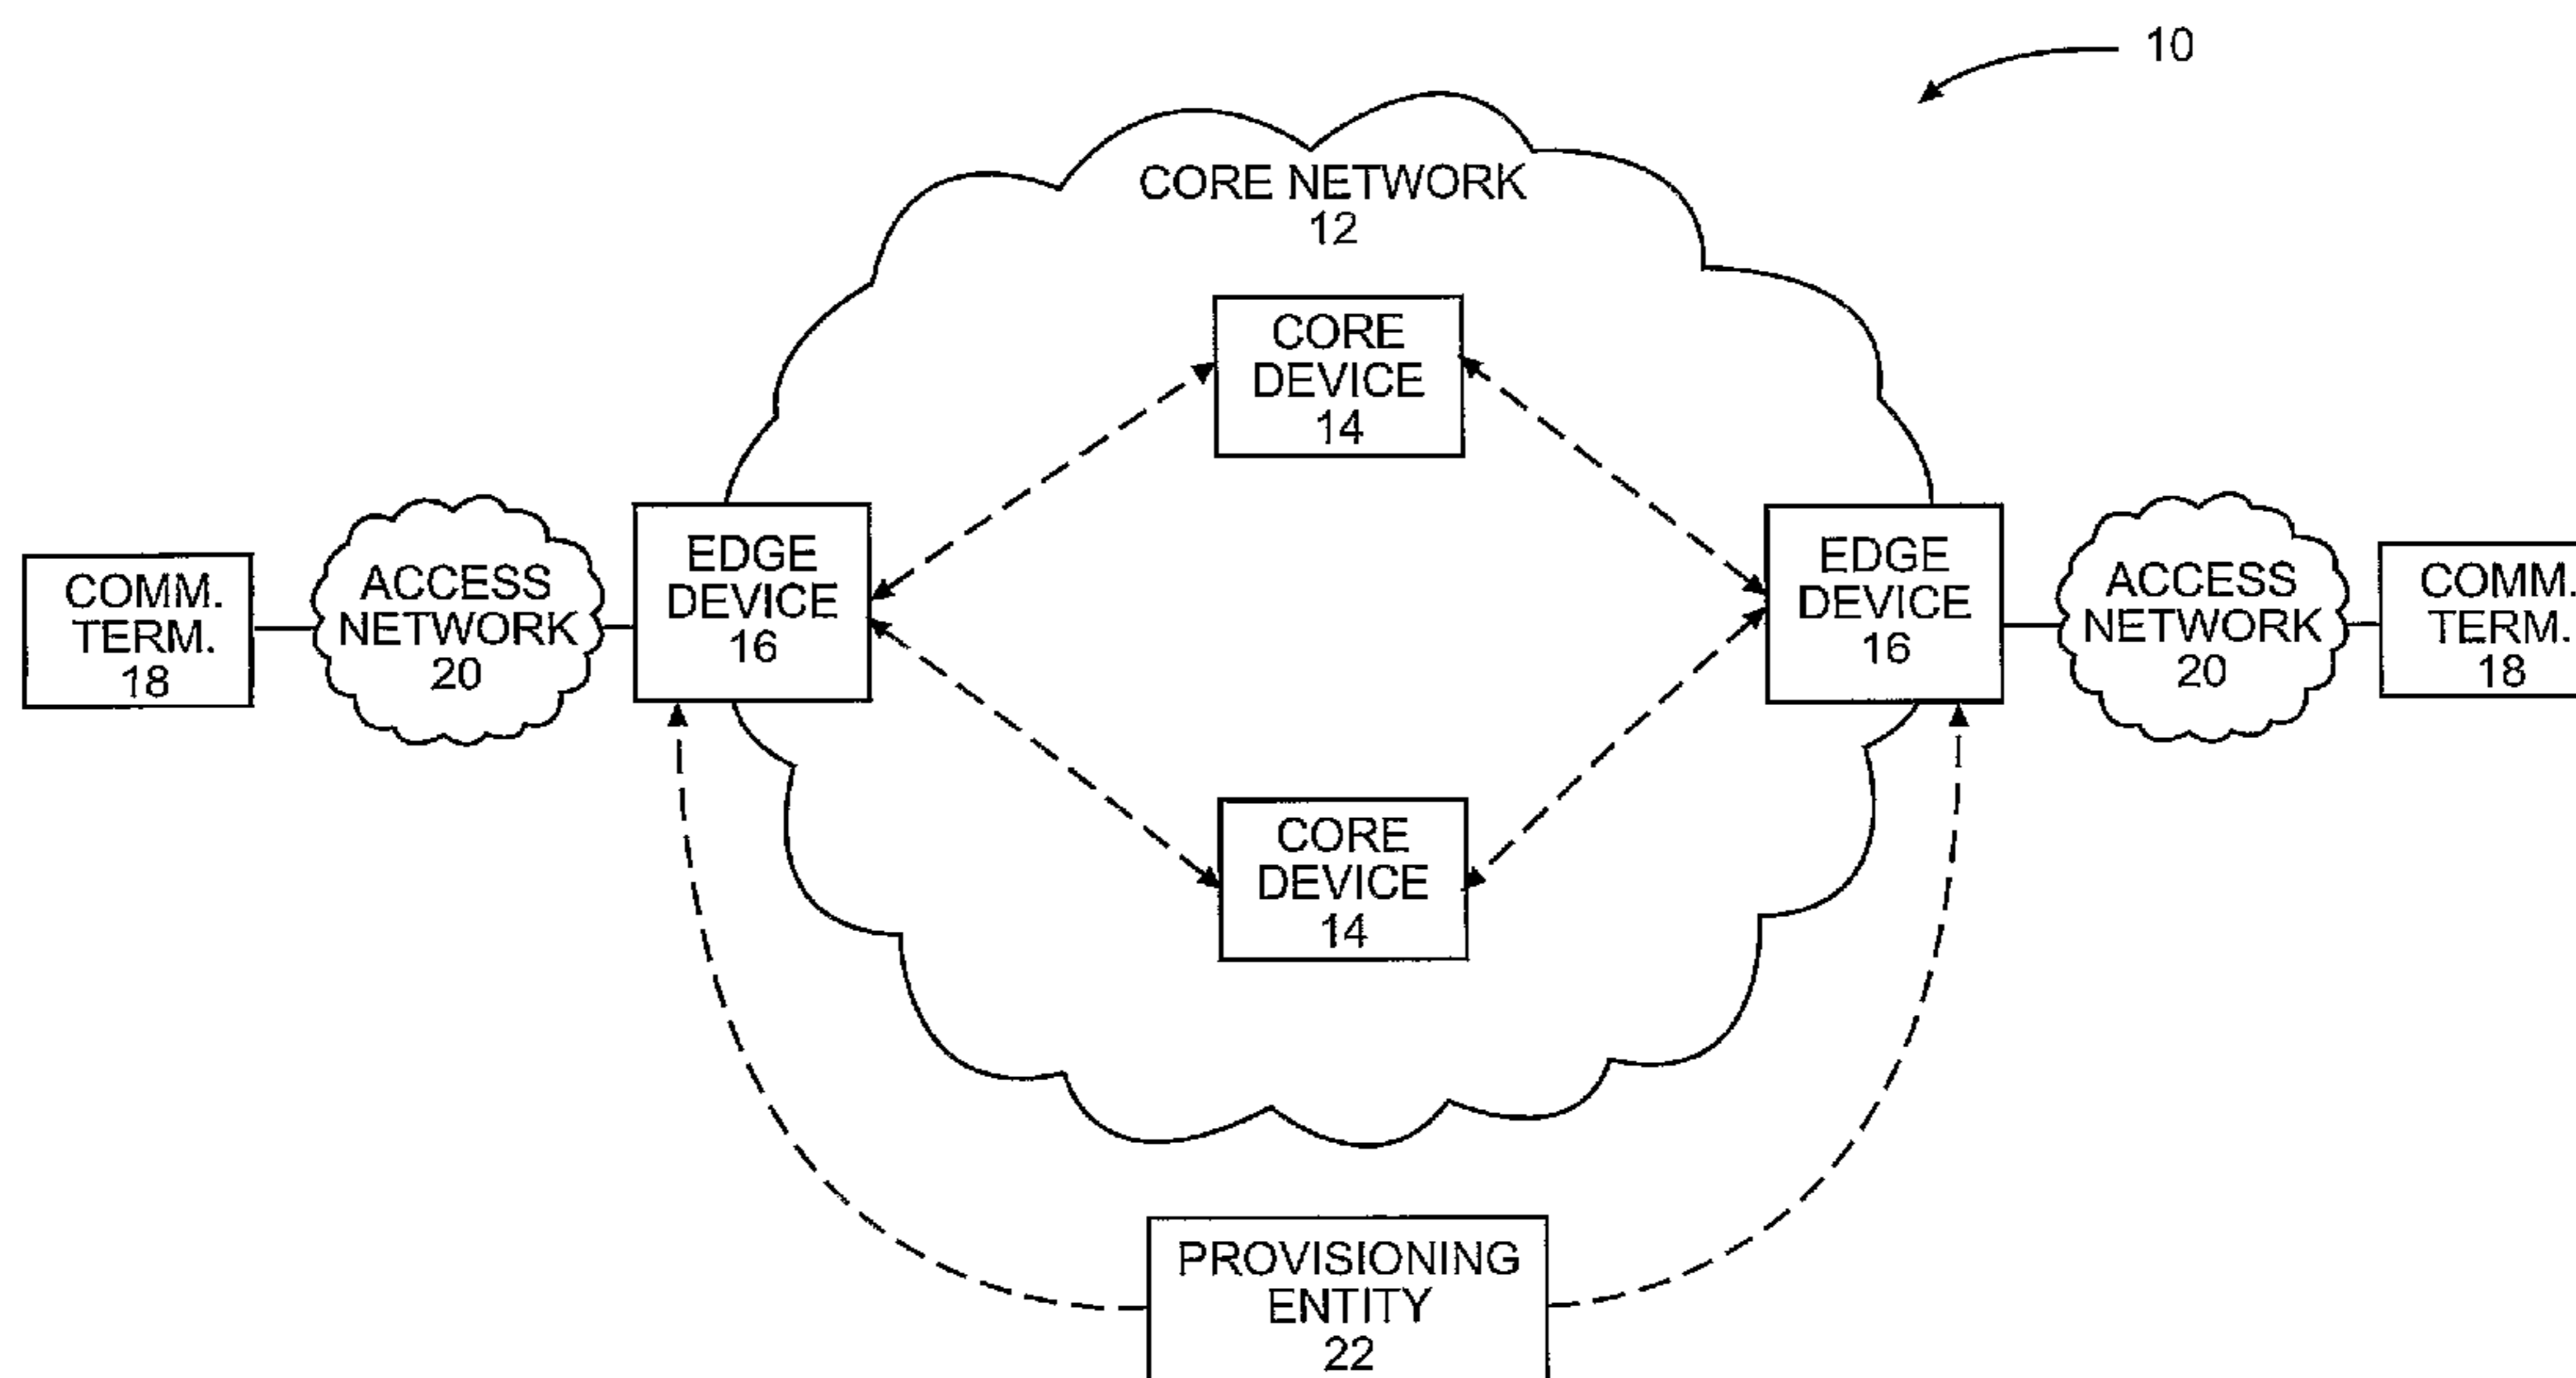 10
CORE NETWORK
12
CORE
DEVICE
14
EDGE
DEVICE
16
EDGE
DEVICE
16
COMM.
TERM.
18
ACCESS
NETWORK
20
ACCESS
NETWORK
20
COMM.
TERM.
18
CORE
DEVICE
14
PROVISIONING
ENTITY
22